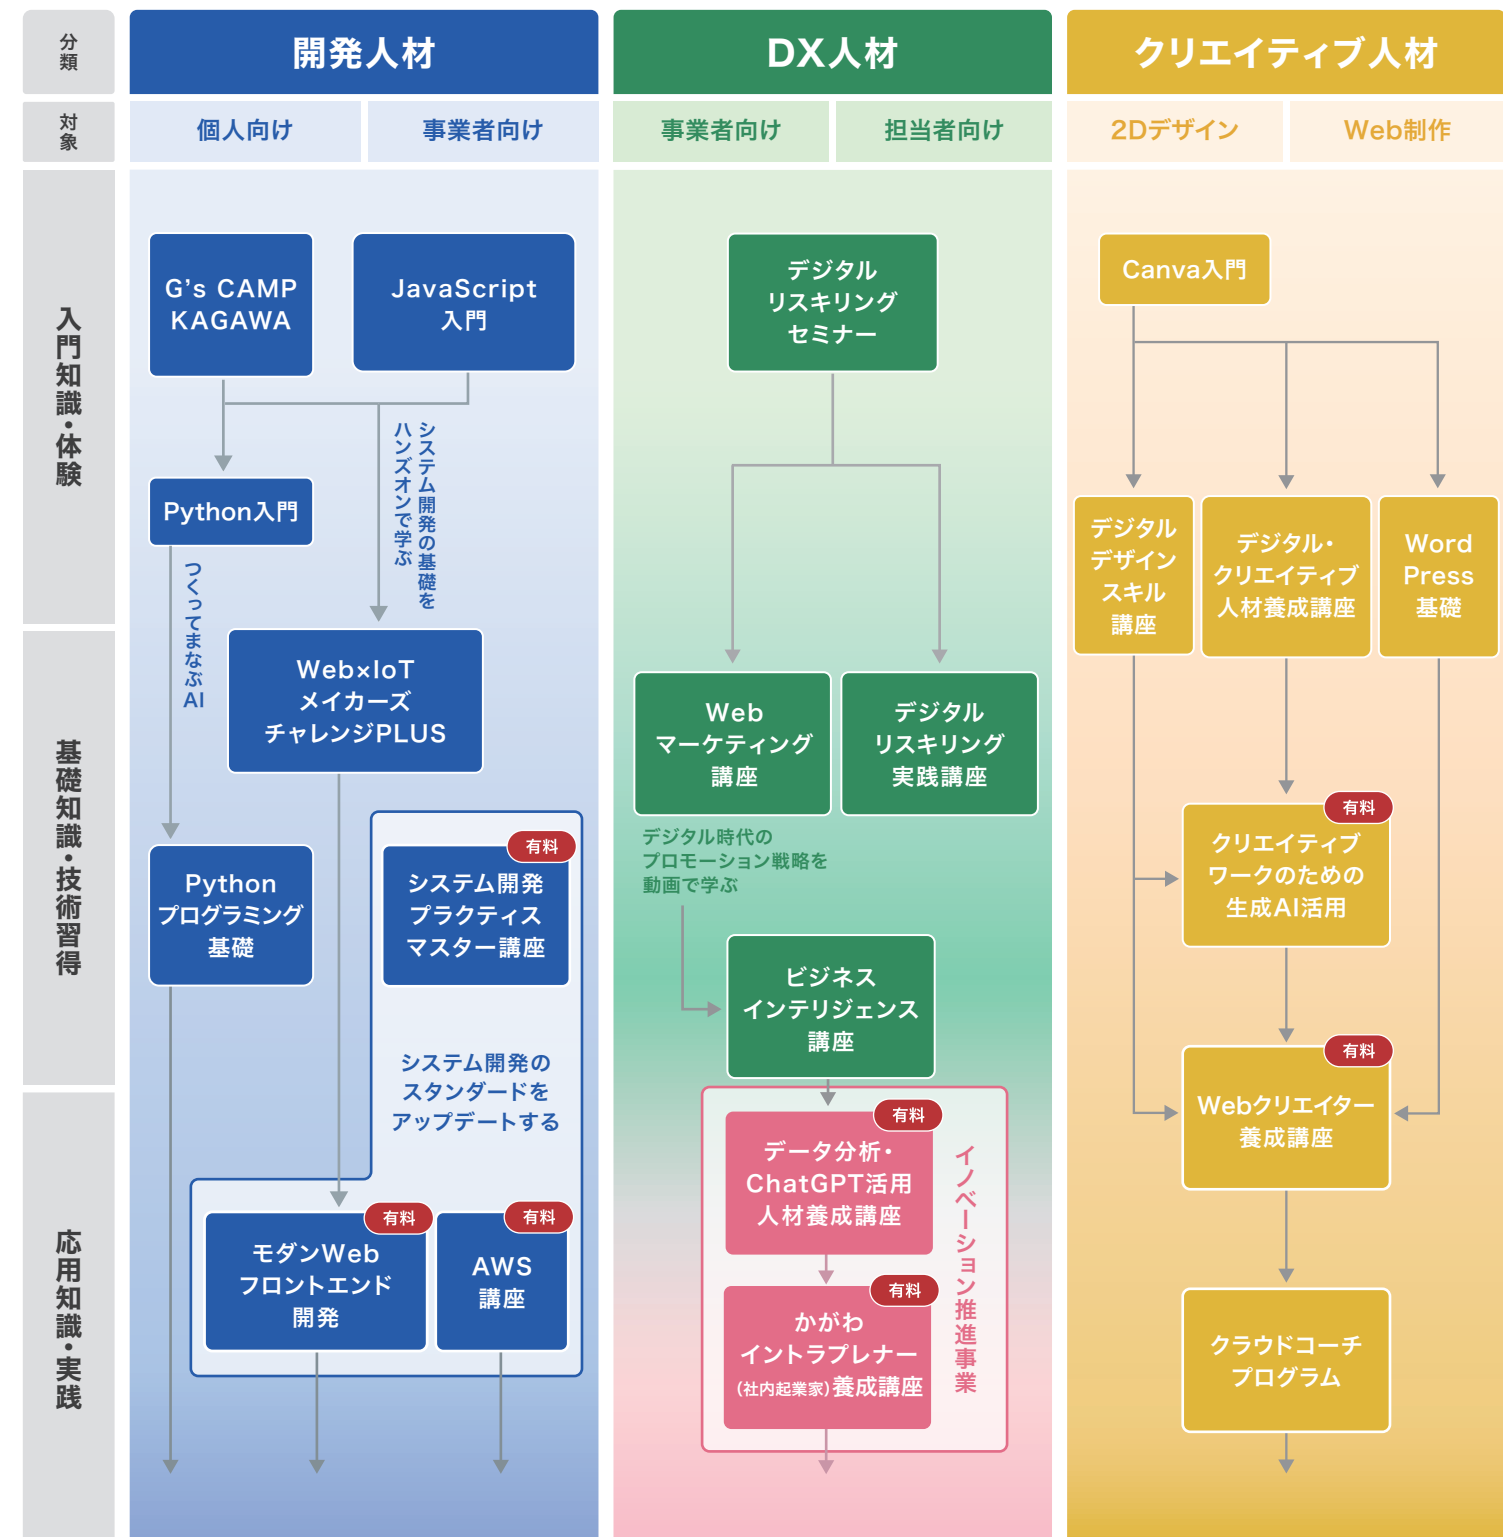 分類
開発人材
DX人材
クリエイティブ人材
対象
個人向け
事業者向け
事業者向け
担当者向け
2Dデザイン
Web制作
入門知識・体験
基礎知識・技術習得
応用知識・実践
G's CAMP
KAGAWA
JavaScript
入門
システム開発の基礎を
ハンズオンで学ぶ
Python入門
つくってまなぶAI
Web×IoT
メイカーズ
チャレンジPLUS
Python
プログラミング
基礎
有料
システム開発
プラクティス
マスター講座
システム開発の
スタンダードを
アップデートする
有料
モダンWeb
フロントエンド
開発
有料
AWS
講座
デジタル
リスキリング
セミナー
Web
マーケティング
講座
デジタル
リスキリング
実践講座
デジタル時代の
プロモーション戦略を
動画で学ぶ
ビジネス
インテリジェンス
講座
有料
データ分析・
ChatGPT活用
人材養成講座
イノベーション推進事業
有料
かがわ
イントラプレナー
(社内起業家)養成講座
Canva入門
デジタル
デザイン
スキル
講座
デジタル・
クリエイティブ
人材養成講座
Word
Press
基礎
有料
クリエイティブ
ワークのための
生成AI活用
有料
Webクリエイター
養成講座
クラウドコーチ
プログラム